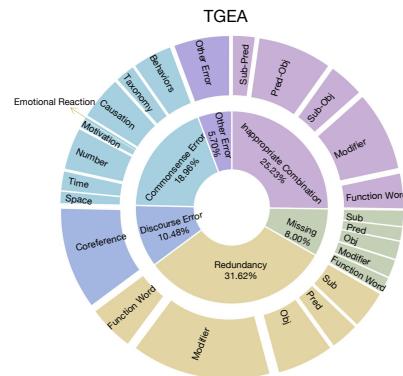 TGEA
Other Error
Sub-Pred
Pred-Obj
Sub-Obj
Modifier
Function Word
Sub
Pred
Obj
Modifier
Function Word
Sub
Pred
Obj
Modifier
Function Word
Coreference
Space
Time
Number
Motivation
Emotional Reaction
Causation
Taxonomy
Behaviors
Other Error
5.70%
Inappropriate Combination
25.23%
Missing
8.00%
Redundancy
31.62%
Discourse Error
10.48%
Commonsense Error
18.96%